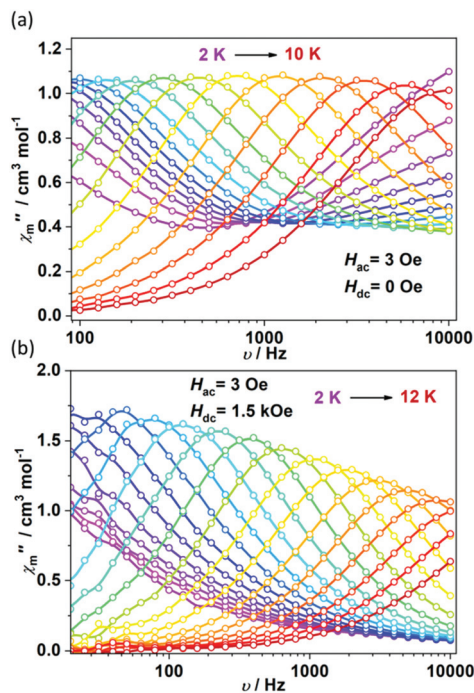 (a)
1.2
1.0
0.8
0.6
0.4
0.2
0.0
χm″ / cm³ mol⁻¹
2 K → 10 K
Hac= 3 Oe
Hdc= 0 Oe
100 1000 10000
υ / Hz
(b)
2.0
1.5
1.0
0.5
0.0
χm″ / cm³ mol⁻¹
Hac= 3 Oe
Hdc= 1.5 kOe
2 K → 12 K
100 1000 10000
υ / Hz